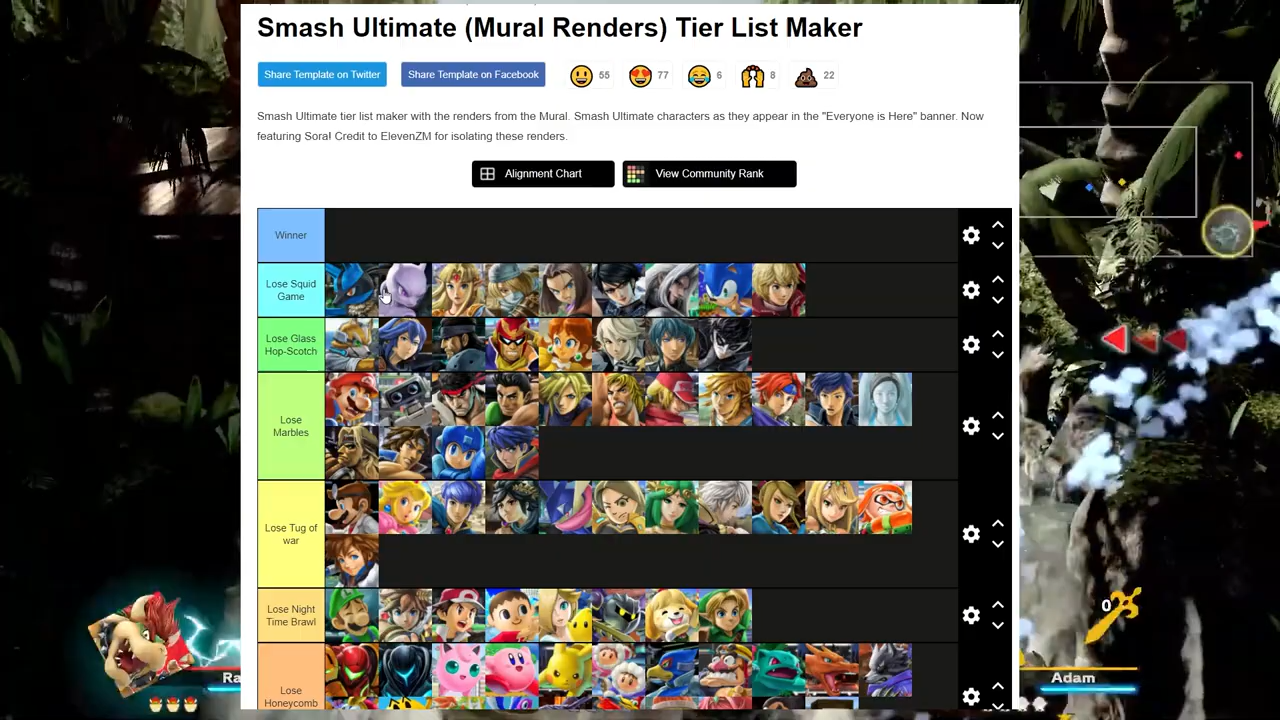 Smash Ultimate (Mural Renders) Tier List Maker
Share Template on Twitter
Share Template on Facebook
55
77
6
8
22
Smash Ultimate tier list maker with the renders from the Mural. Smash Ultimate characters as they appear in the "Everyone is Here" banner. Now
featuring Sora! Credit to ElevenZM for isolating these renders.
Alignment Chart
View Community Rank
Winner
Lose Squid
Game
Lose Glass
Hop-Scotch
Lose
Marbles
Lose Tug of
war
Lose Night
Time Brawl
Lose
Honeycomb
Ra
0
Adam